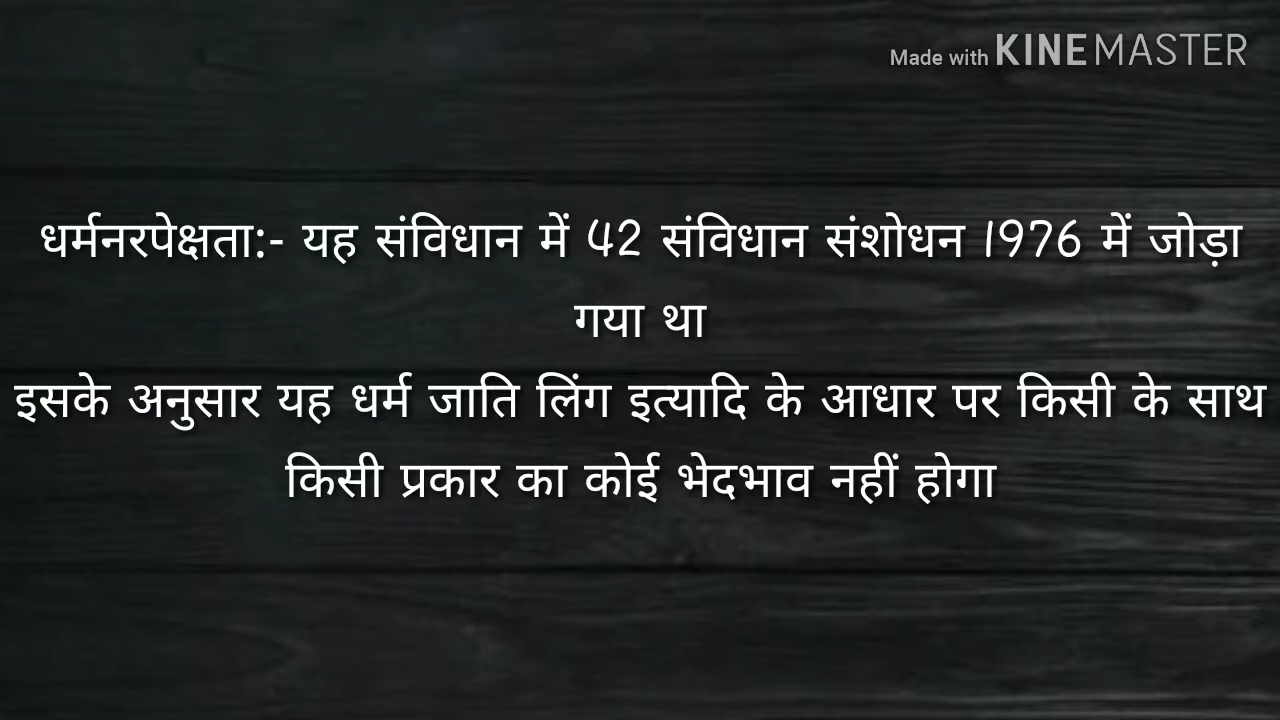 Made with KINEMASTER
धर्मनरपेक्षता:- यह संविधान में 42 संविधान संशोधन 1976 में जोड़ा
गया था
इसके अनुसार यह धर्म जाति लिंग इत्यादि के आधार पर किसी के साथ
किसी प्रकार का कोई भेदभाव नहीं होगा